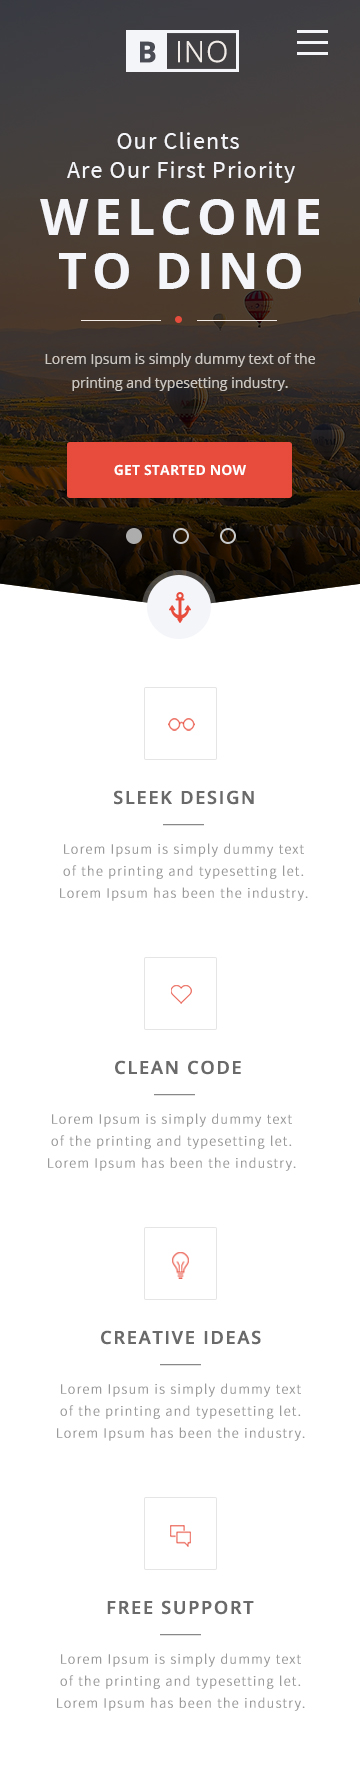 B INO
Our Clients
Are Our First Priority
WELCOME
TO DINO
Lorem Ipsum is simply dummy text of the
printing and typesetting industry.
GET STARTED NOW
SLEEK DESIGN
Lorem Ipsum is simply dummy text
of the printing and typesetting let.
Lorem Ipsum has been the industry.
CLEAN CODE
Lorem Ipsum is simply dummy text
of the printing and typesetting let.
Lorem Ipsum has been the industry.
CREATIVE IDEAS
Lorem Ipsum is simply dummy text
of the printing and typesetting let.
Lorem Ipsum has been the industry.
FREE SUPPORT
Lorem Ipsum is simply dummy text
of the printing and typesetting let.
Lorem Ipsum has been the industry.